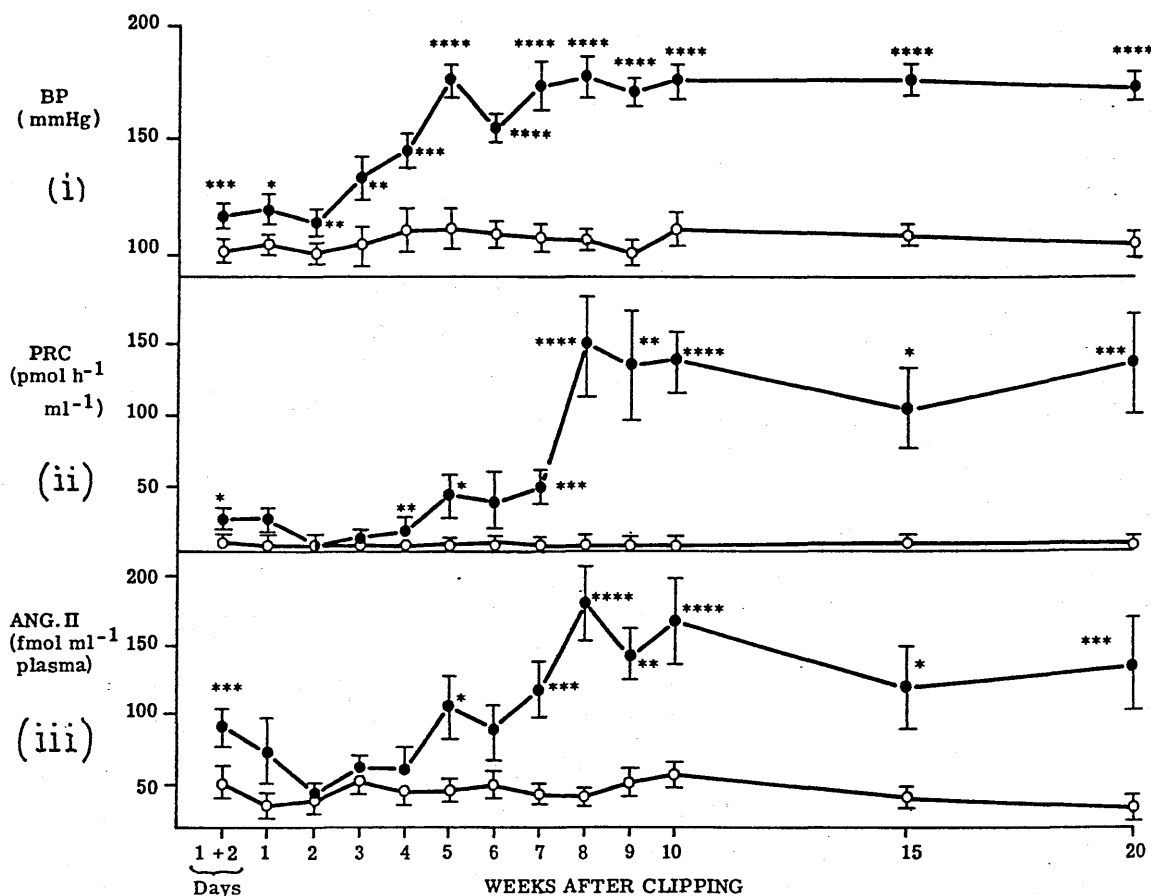 200
**** **** **** **** **** ****
****
BP
(mmHg)
150
****
***
(i)
*** *
**
**
100
150
**** ** **** * ***
PRC
(pmol h-1
ml-1)
100
(ii)
50
* ***
**
*
200
ANG. II
(fmol ml-1
plasma)
**** ****
150
***
** *
***
* ***
100
(iii)
50
1+2 1 2 3 4 5 6 7 8 9 10 15 20
Days
WEEKS AFTER CLIPPING